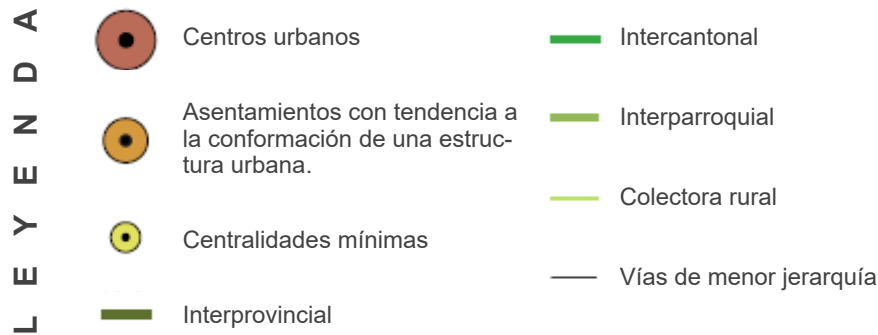 LEYENDA
Centros urbanos
Asentamientos con tendencia a
la conformación de una estruc-
tura urbana.
Centralidades mínimas
Interprovincial
Intercantonal
Interparroquial
Colectora rural
Vías de menor jerarquía